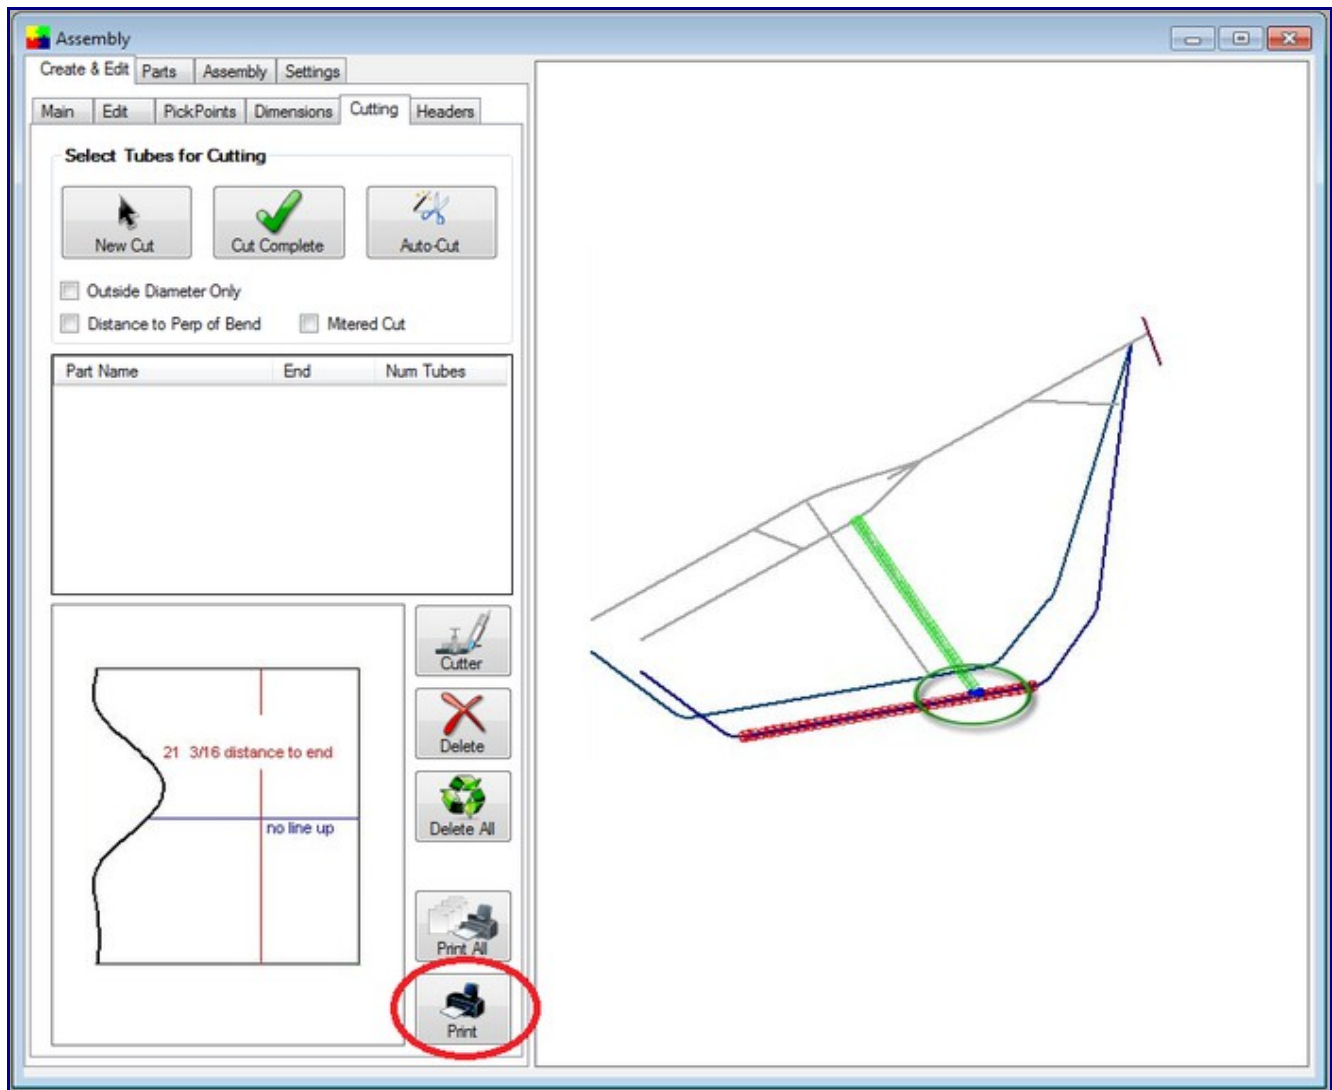 Assembly
Create & Edit Parts Assembly Settings
Main Edit PickPoints Dimensions Cutting Headers
Select Tubes for Cutting
New Cut Cut Complete Auto-Cut
Outside Diameter Only
Distance to Perp of Bend Mitered Cut
Part Name End Num Tubes
Cutter
Delete
21 3/16 distance to end
no line up
Delete All
Print All
Print